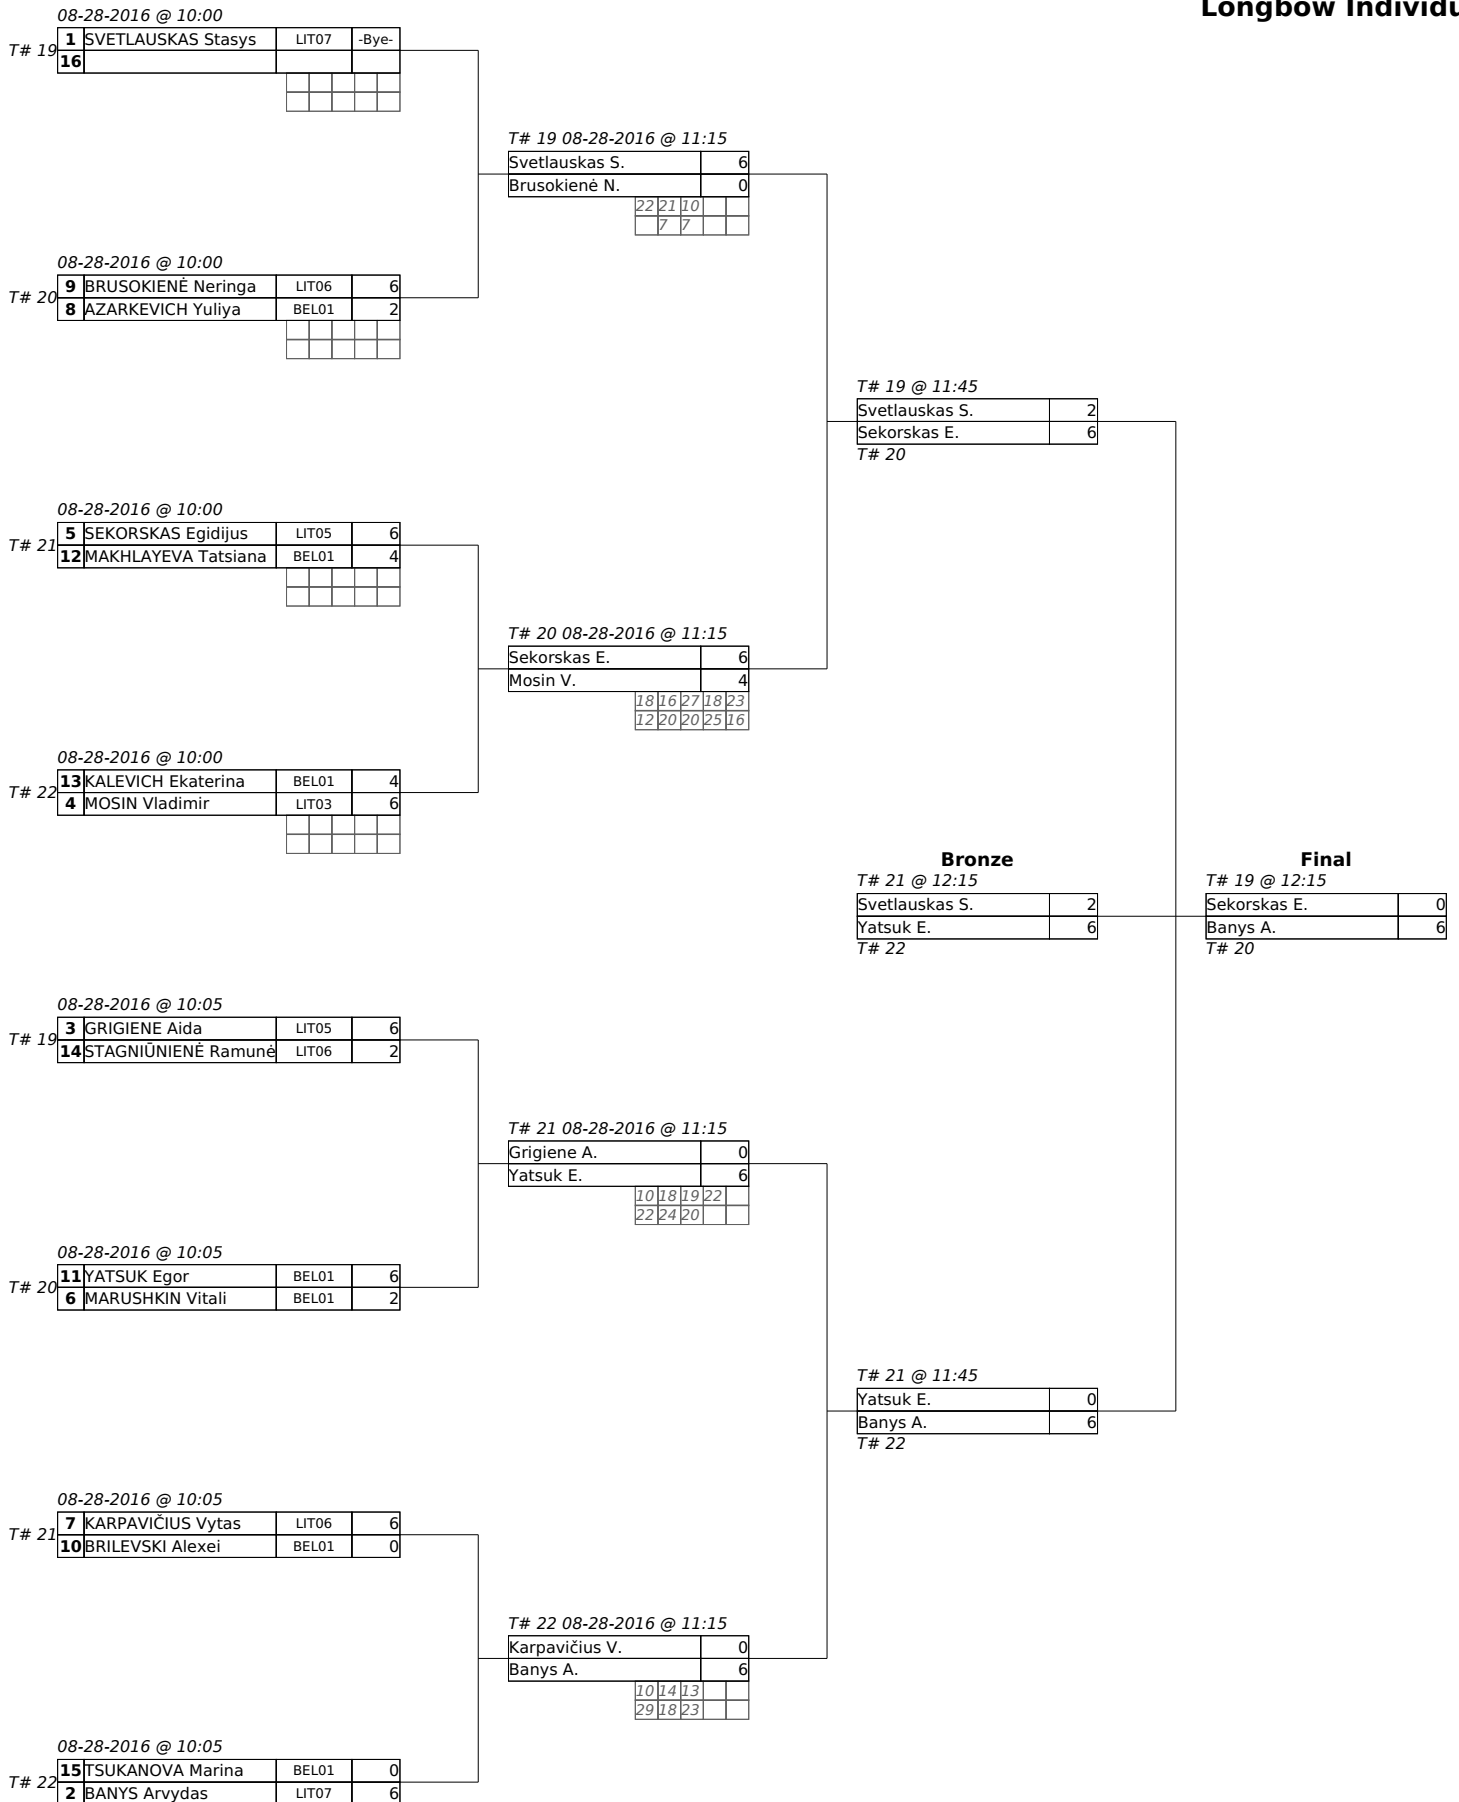 Longbow Individu
08-28-2016 @ 10:00
T# 19
1 SVETLAUSKAS Stasys LIT07 -Bye-
16
T# 19 08-28-2016 @ 11:15
Svetlauskas S. 6
Brusokienė N. 0
22 21 10
7 7
08-28-2016 @ 10:00
T# 20
9 BRUSOKIENĖ Neringa LIT06 6
8 AZARKEVICH Yuliya BEL01 2
T# 19 @ 11:45
Svetlauskas S. 2
Sekorskas E. 6
T# 20
08-28-2016 @ 10:00
T# 21
5 SEKORSKAS Egidijus LIT05 6
12 MAKHLAYEVA Tatsiana BEL01 4
T# 20 08-28-2016 @ 11:15
Sekorskas E. 6
Mosin V. 4
18 16 27 18 23
12 20 20 25 16
08-28-2016 @ 10:00
T# 22
13 KALEVICH Ekaterina BEL01 4
4 MOSIN Vladimir LIT03 6
Bronze
T# 21 @ 12:15
Svetlauskas S. 2
Yatsuk E. 6
T# 22
Final
T# 19 @ 12:15
Sekorskas E. 0
Banys A. 6
T# 20
08-28-2016 @ 10:05
T# 19
3 GRIGIENE Aida LIT05 6
14 STAGNIŪNIENĖ Ramunė LIT06 2
T# 21 08-28-2016 @ 11:15
Grigiene A. 0
Yatsuk E. 6
10 18 19 22
22 24 20
08-28-2016 @ 10:05
T# 20
11 YATSUK Egor BEL01 6
6 MARUSHKIN Vitali BEL01 2
T# 21 @ 11:45
Yatsuk E. 0
Banys A. 6
T# 22
08-28-2016 @ 10:05
T# 21
7 KARPAVIČIUS Vytas LIT06 6
10 BRILEVSKI Alexei BEL01 0
T# 22 08-28-2016 @ 11:15
Karpavičius V. 0
Banys A. 6
10 14 13
29 18 23
08-28-2016 @ 10:05
T# 22
15 TSUKANOVA Marina BEL01 0
2 BANYS Arvydas LIT07 6